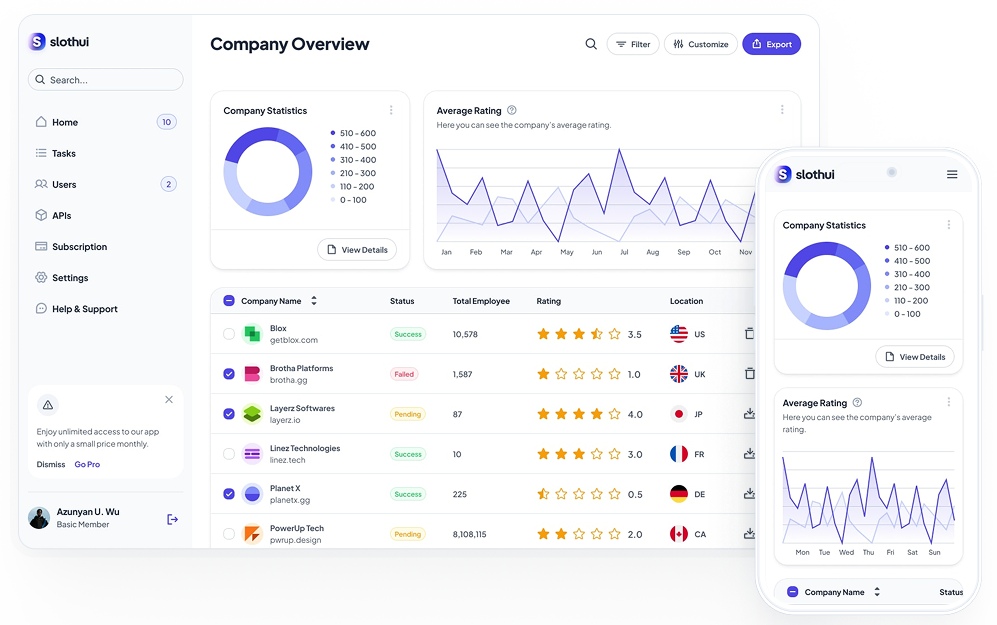 slothui
Search...
Home 10
Tasks
Users 2
APIs
Subscription
Settings
Help & Support
Enjoy unlimited access to our app
with only a small price monthly.
Dismiss Go Pro
Azunyan U. Wu
Basic Member
Company Overview
Filter
Customize
Export
Company Statistics
510 - 600
410 - 500
310 - 400
210 - 300
110 - 200
0 - 100
View Details
Average Rating
Here you can see the company's average rating.
Jan Feb Mar Apr May Jun Jul Aug Sep Oct Nov
Company Name Status Total Employee Rating Location
Blox
getblox.com
Success 10,578 3.5 US
Brotha Platforms
brotha.gg
Failed 1,587 1.0 UK
Layerz Softwares
layerz.io
Pending 87 4.0 JP
Linez Technologies
linez.tech
Success 10 3.0 FR
Planet X
planetx.gg
Success 225 0.5 DE
PowerUp Tech
pwrup.design
Pending 8,108,115 2.0 CA
S slothui
Company Statistics
510 - 600
410 - 500
310 - 400
210 - 300
110 - 200
0 - 100
View Details
Average Rating
Here you can see the company's average
rating.
Mon Tue Wed Thu Fri Sat Sun
Company Name Status